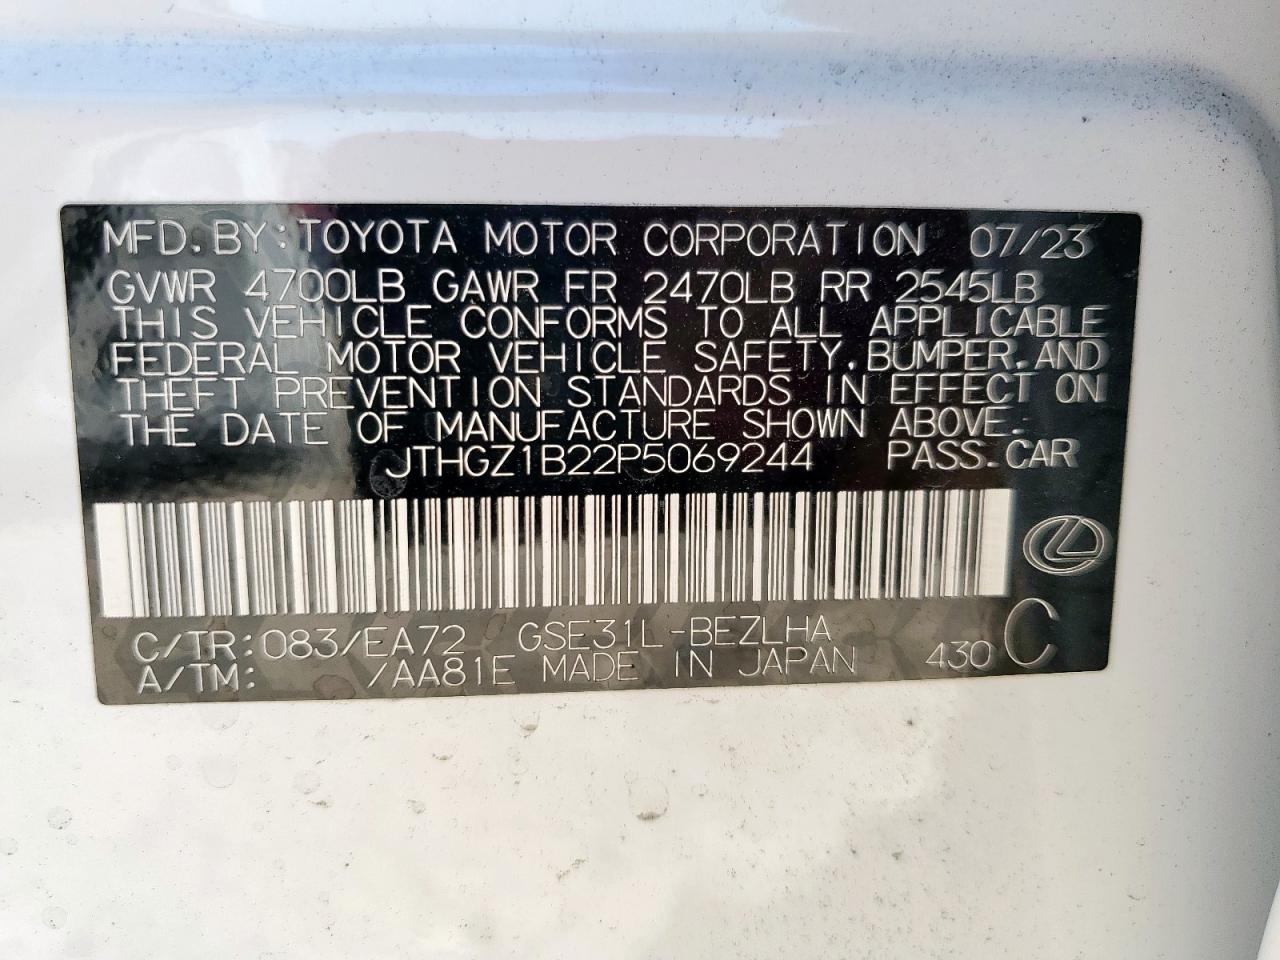 MFD. BY: TOYOTA MOTOR CORPORATION 07/23
GVWR 4700LB GAWR FR 2470LB RR 2545LB
THIS VEHICLE CONFORMS TO ALL APPLICABLE
FEDERAL MOTOR VEHICLE SAFETY, BUMPER, AND
THEFT PREVENTION STANDARDS IN EFFECT ON
THE DATE OF MANUFACTURE SHOWN ABOVE.
JTHGZ1B22P5069244 PASS. CAR
C/TR: 083/EA72 GSE31L-BEZLHA
A/TM: /AA81E MADE IN JAPAN 430 C